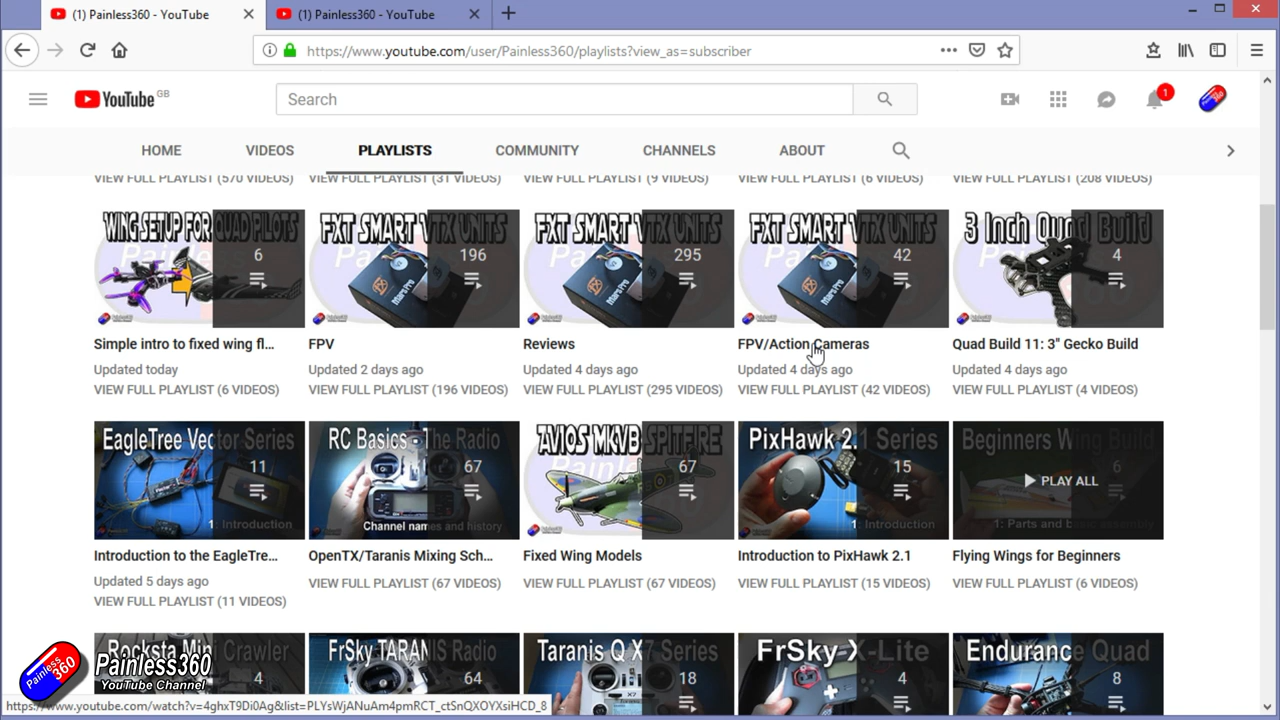 (1) Painless360 - YouTube
(1) Painless360 - YouTube
https://www.youtube.com/user/Painless360/playlists?view_as=subscriber
YouTube GB
Search
1
HOME
VIDEOS
PLAYLISTS
COMMUNITY
CHANNELS
ABOUT
VIEW FULL PLAYLIST (570 VIDEOS)
VIEW FULL PLAYLIST (31 VIDEOS)
VIEW FULL PLAYLIST (9 VIDEOS)
VIEW FULL PLAYLIST (6 VIDEOS)
VIEW FULL PLAYLIST (208 VIDEOS)
WING SETUP FOR QUAD PILOTS
6
FXT SMART VTX UNITS
196
FXT SMART VTX UNITS
295
FXT SMART VTX UNITS
42
3 Inch Quad Build
4
Simple intro to fixed wing fl...
FPV
Reviews
FPV/Action Cameras
Quad Build 11: 3" Gecko Build
Updated today
Updated 2 days ago
Updated 4 days ago
Updated 4 days ago
Updated 4 days ago
VIEW FULL PLAYLIST (6 VIDEOS)
VIEW FULL PLAYLIST (196 VIDEOS)
VIEW FULL PLAYLIST (295 VIDEOS)
VIEW FULL PLAYLIST (42 VIDEOS)
VIEW FULL PLAYLIST (4 VIDEOS)
EagleTree Vector Series
11
1: Introduction
RC Basics - The Radio
67
Channel names and history
AVIOS MKVB SPITFIRE
67
PixHawk 2.1 Series
15
1: Introduction
Beginners Wing Build
6
PLAY ALL
1: Parts and basic assembly
Introduction to the EagleTre...
OpenTX/Taranis Mixing Sch...
Fixed Wing Models
Introduction to PixHawk 2.1
Flying Wings for Beginners
Updated 5 days ago
VIEW FULL PLAYLIST (67 VIDEOS)
VIEW FULL PLAYLIST (67 VIDEOS)
VIEW FULL PLAYLIST (15 VIDEOS)
VIEW FULL PLAYLIST (6 VIDEOS)
VIEW FULL PLAYLIST (11 VIDEOS)
Rocksta Mini Crawler
4
FrSky TARANIS Radio
64
Taranis Q X7 Series
18
FrSky X-Lite
4
Endurance Quad
8
Painless360
Painless360
YouTube Channel
https://www.youtube.com/watch?v=4ghxT9Di0Ag&list=PLYsWjANuAm4pmRCT_ctSnQXOYXsiHCD_8